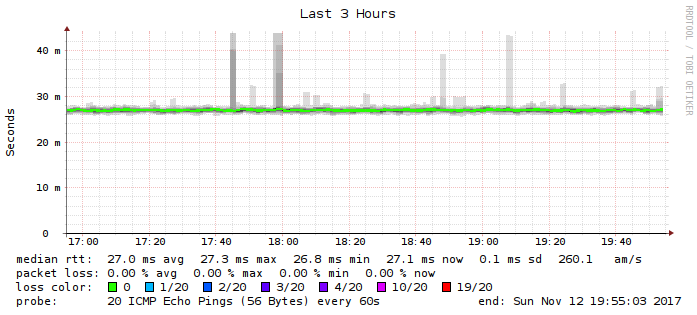 Last 3 Hours
RRDTOOL / TOBI OETIKER
Seconds
40 m
30 m
20 m
10 m
0
17:00 17:20 17:40 18:00 18:20 18:40 19:00 19:20 19:40
median rtt: 27.0 ms avg 27.3 ms max 26.8 ms min 27.1 ms now 0.1 ms sd 260.1 am/s
packet loss: 0.00 % avg 0.00 % max 0.00 % min 0.00 % now
loss color: 0 1/20 2/20 3/20 4/20 10/20 19/20
probe: 20 ICMP Echo Pings (56 Bytes) every 60s end: Sun Nov 12 19:55:03 2017